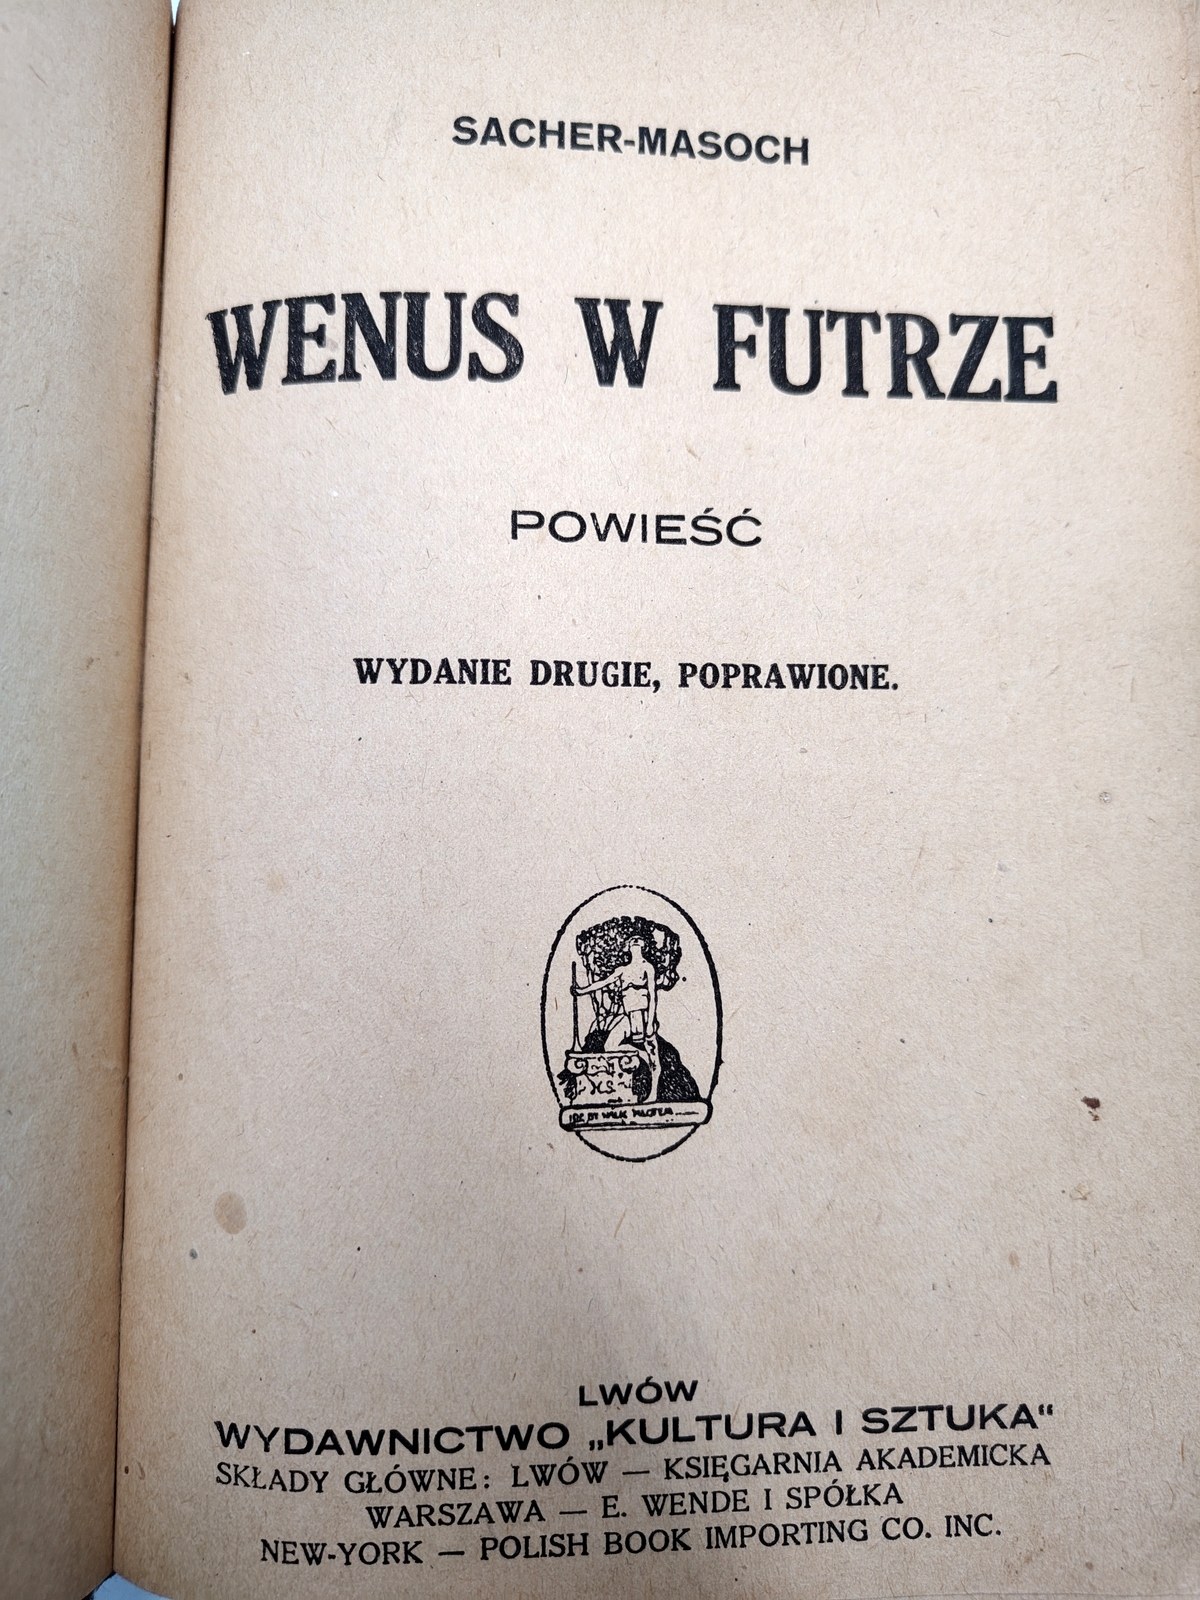 SACHER-MASOCH
WENUS W FUTRZE
POWIEŚĆ
WYDANIE DRUGIE, POPRAWIONE.
LWÓW
WYDAWNICTWO „KULTURA I SZTUKA“
SKŁADY GŁÓWNE: LWÓW — KSIĘGARNIA AKADEMICKA
WARSZAWA — E. WENDE I SPÓŁKA
NEW-YORK — POLISH BOOK IMPORTING CO. INC.